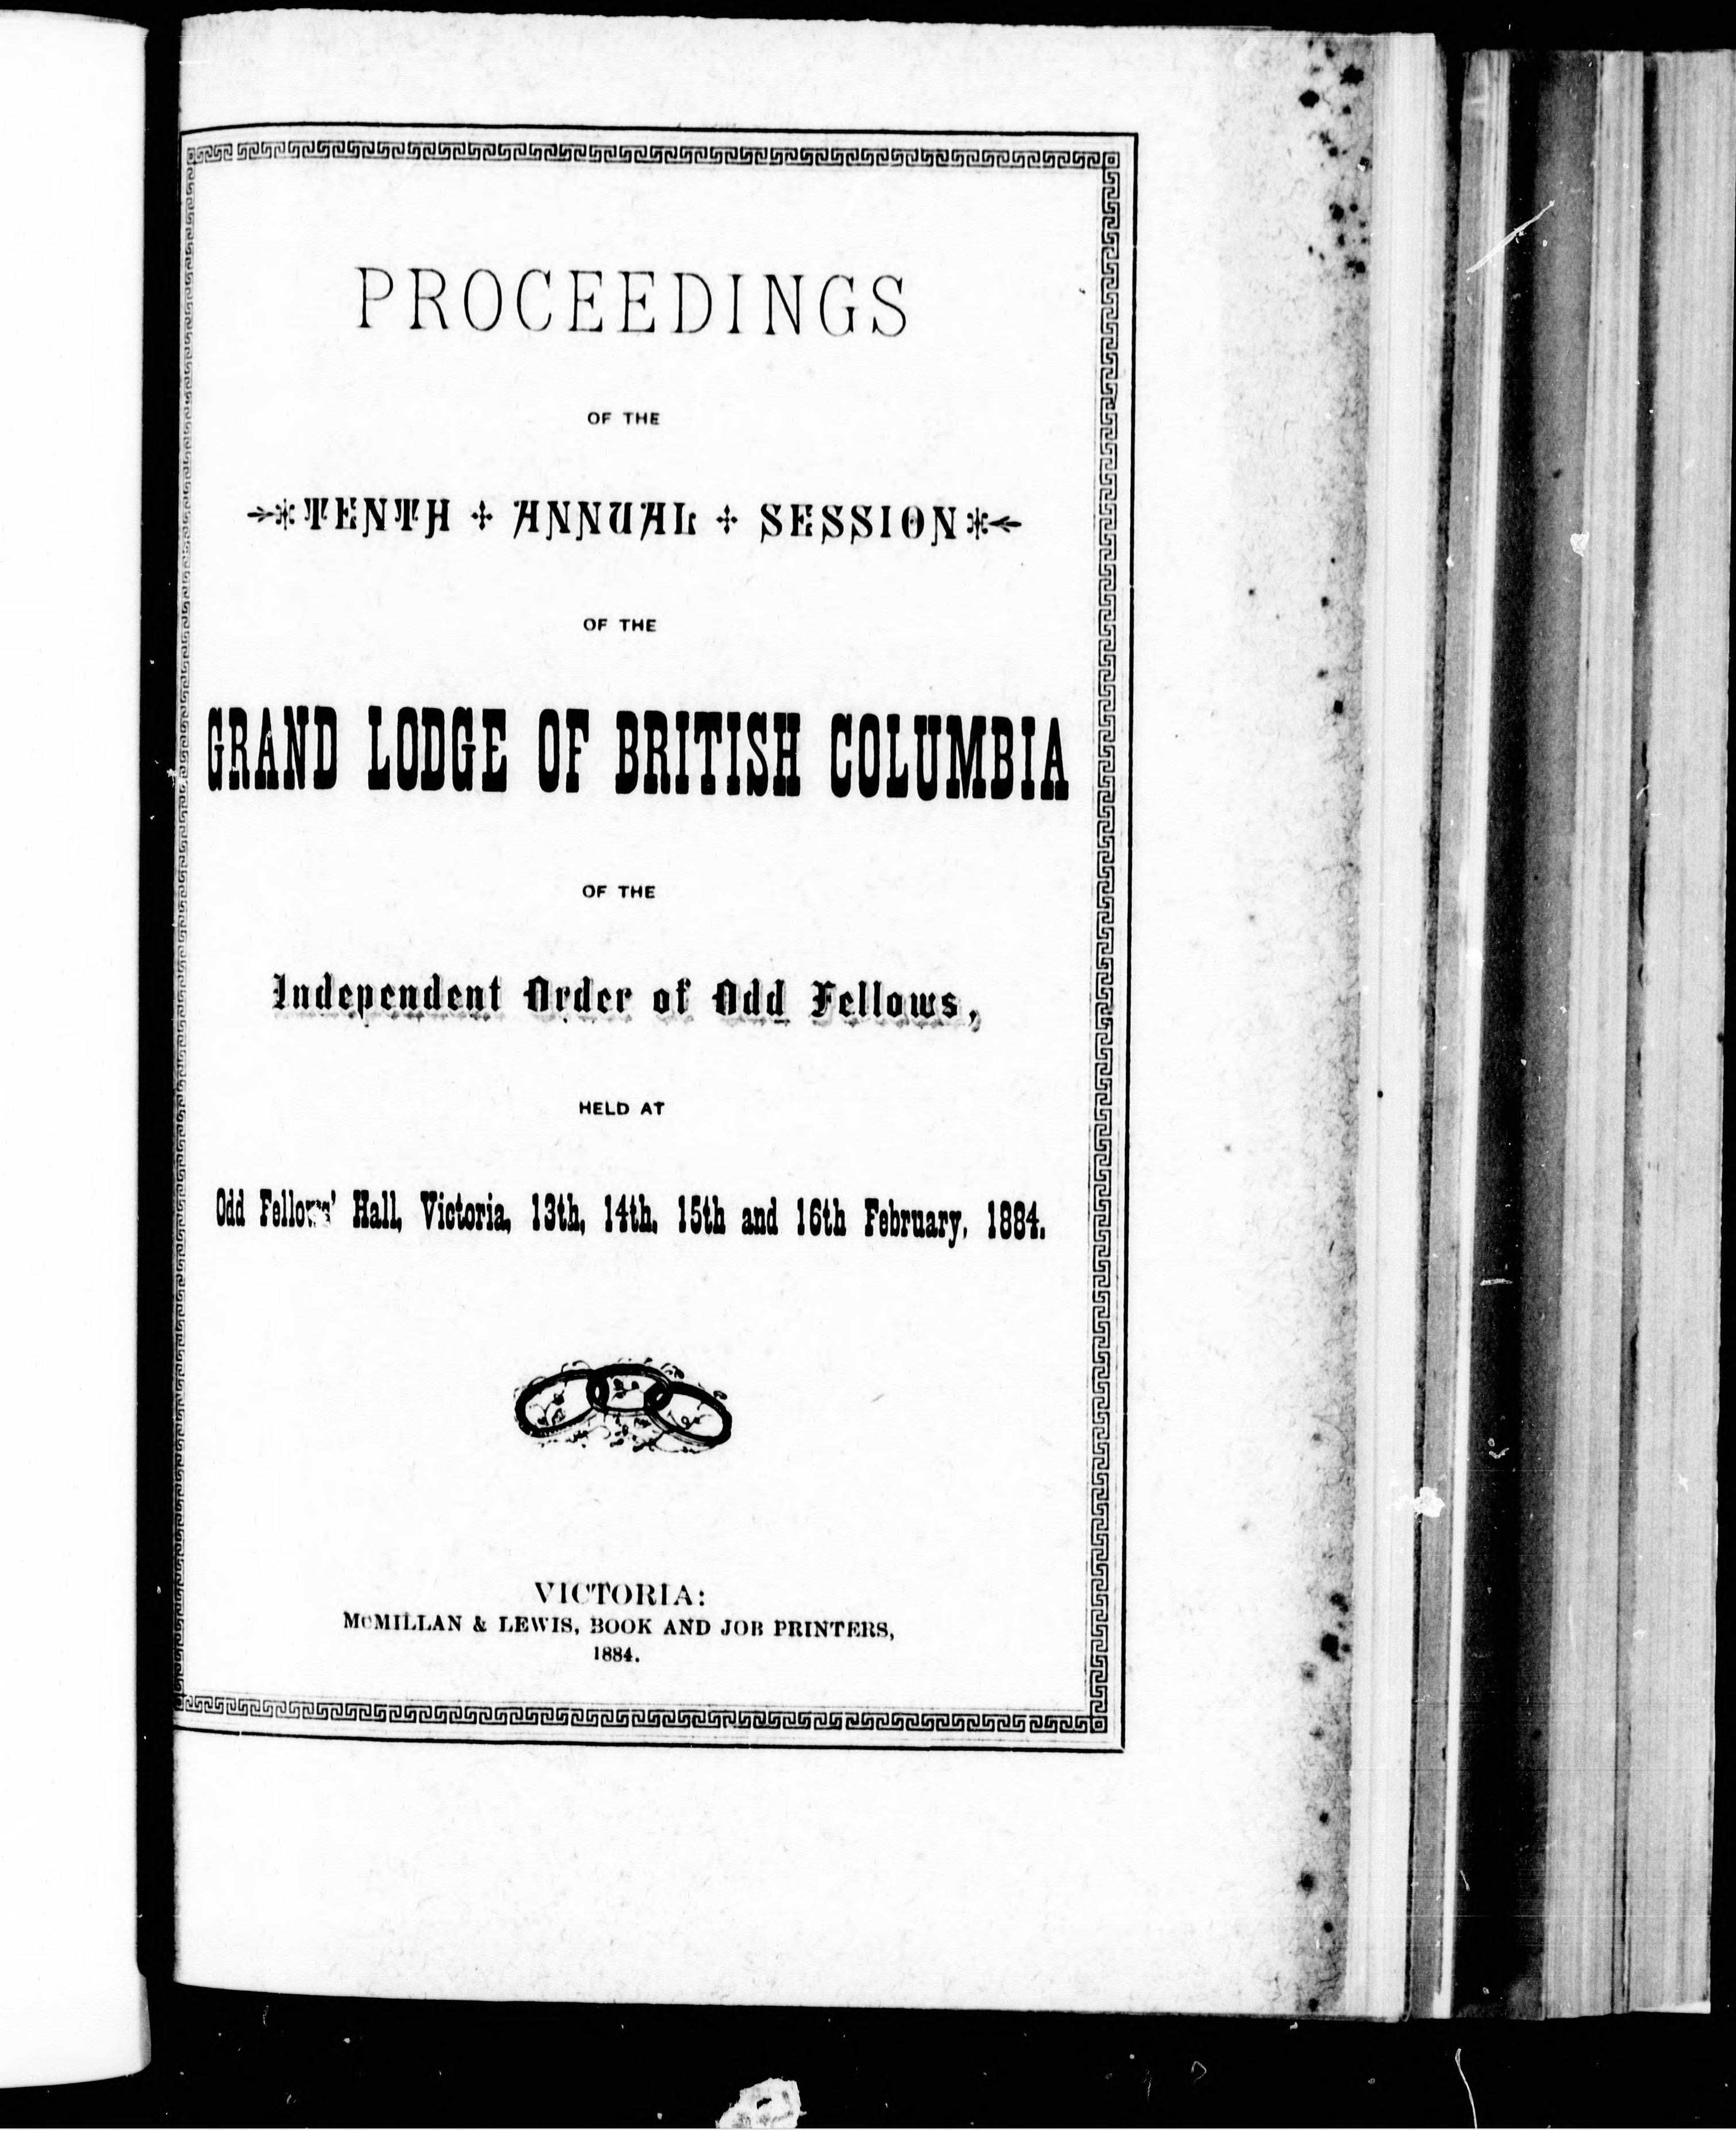 PROCEEDINGS
OF THE
TENTH ANNUAL SESSION
OF THE
GRAND LODGE OF BRITISH COLUMBIA
OF THE
Independent Order of Odd Fellows,
HELD AT
Odd Fellows' Hall, Victoria, 13th, 14th, 15th and 16th February, 1884.
VICTORIA:
McMILLAN & LEWIS, BOOK AND JOB PRINTERS,
1884.